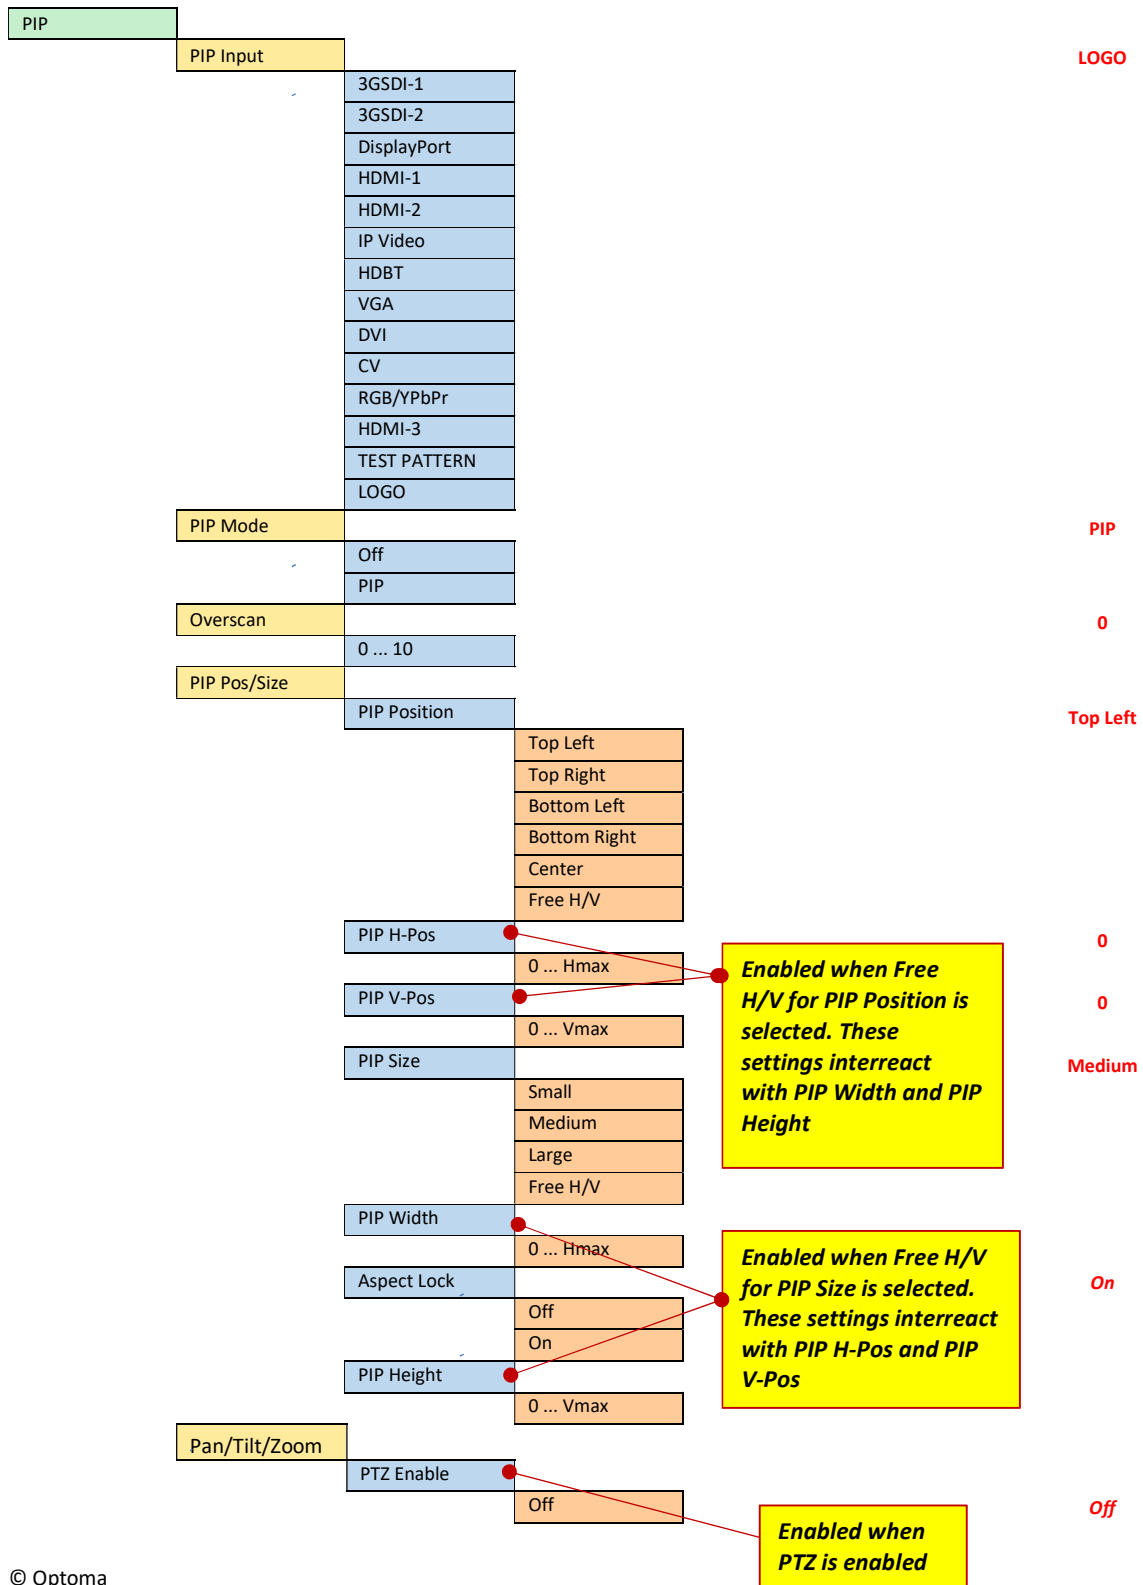 PIP
PIP Input
LOGO
3GSDI-1
3GSDI-2
DisplayPort
HDMI-1
HDMI-2
IP Video
HDBT
VGA
DVI
CV
RGB/YPbPr
HDMI-3
TEST PATTERN
LOGO
PIP Mode
PIP
Off
PIP
Overscan
0
0 ... 10
PIP Pos/Size
PIP Position
Top Left
Top Left
Top Right
Bottom Left
Bottom Right
Center
Free H/V
PIP H-Pos
0
0 ... Hmax
PIP V-Pos
0
0 ... Vmax
Enabled when Free
H/V for PIP Position is
selected. These
settings interreact
with PIP Width and PIP
Height
PIP Size
Medium
Small
Medium
Large
Free H/V
PIP Width
0 ... Hmax
Aspect Lock
On
Off
On
PIP Height
0 ... Vmax
Enabled when Free H/V
for PIP Size is selected.
These settings interreact
with PIP H-Pos and PIP
V-Pos
Pan/Tilt/Zoom
PTZ Enable
Off
Off
Enabled when
PTZ is enabled
© Optoma